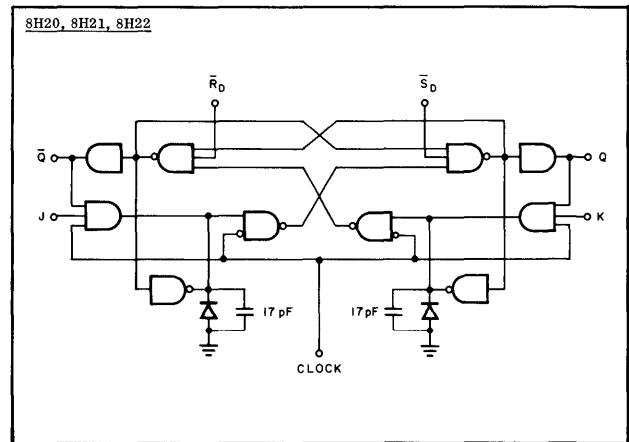 8H20, 8H21, 8H22
R̅D S̅D
Q̅ Q
J K
17 pF 17 pF
CLOCK